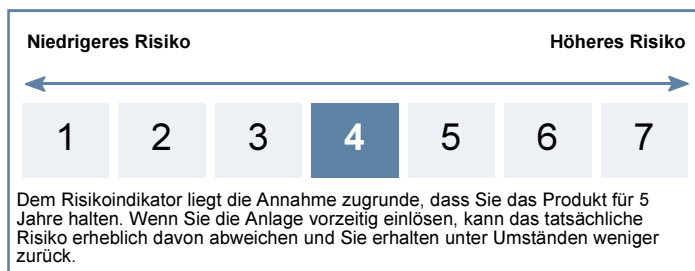 Niedrigeres Risiko Höheres Risiko
1 2 3 4 5 6 7
Dem Risikoindikator liegt die Annahme zugrunde, dass Sie das Produkt für 5
Jahre halten. Wenn Sie die Anlage vorzeitig einlösen, kann das tatsächliche
Risiko erheblich davon abweichen und Sie erhalten unter Umständen weniger
zurück.